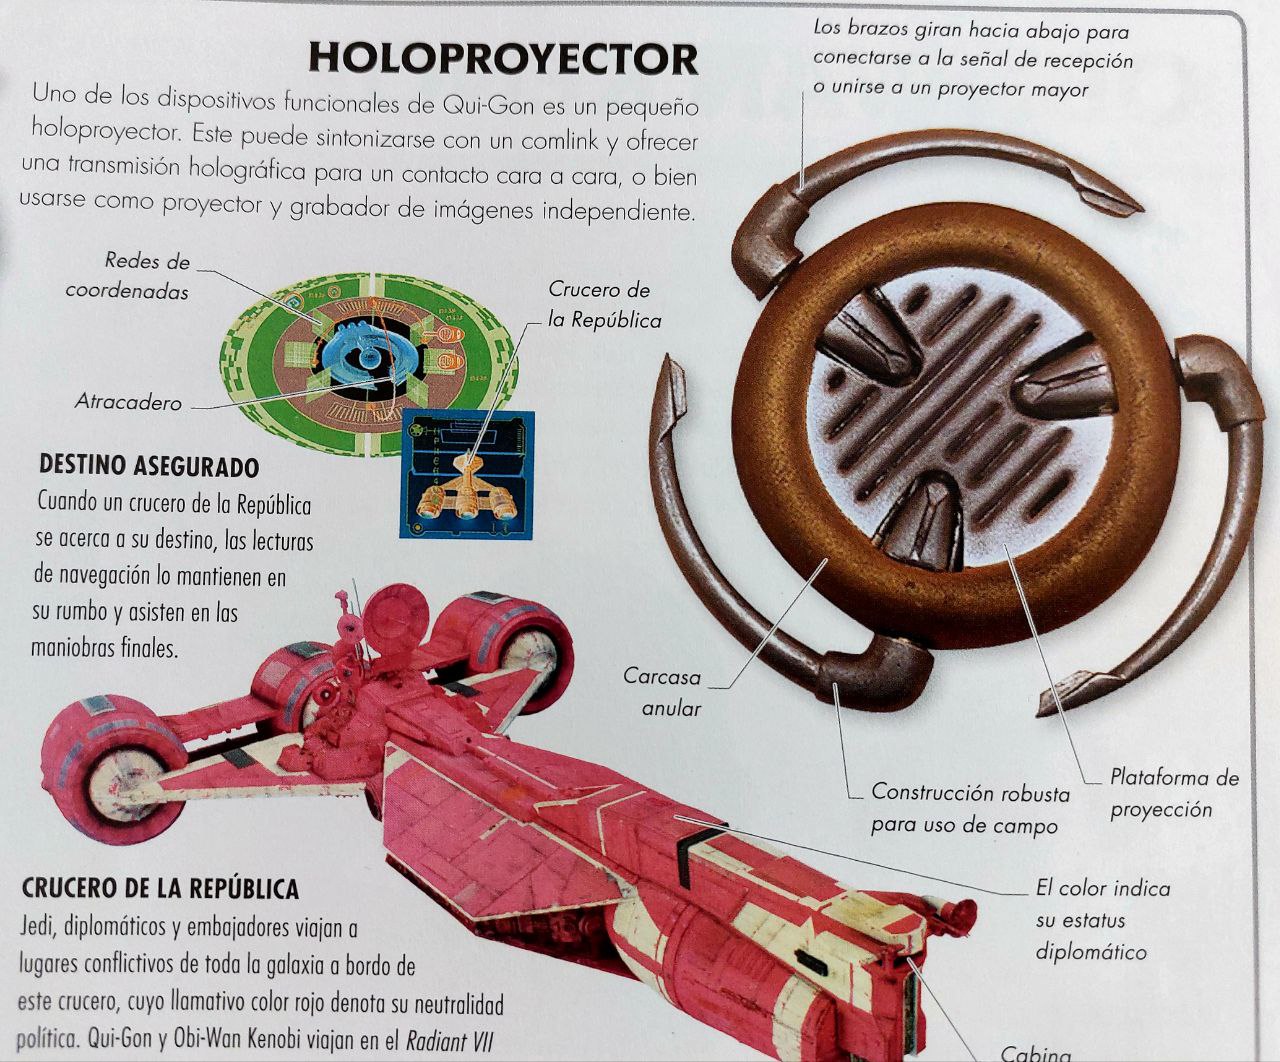 HOLOPROYECTOR
Uno de los dispositivos funcionales de Qui-Gon es un pequeño
holoproyector. Este puede sintonizarse con un comlink y ofrecer
una transmisión holográfica para un contacto cara a cara, o bien
usarse como proyector y grabador de imágenes independiente.
Los brazos giran hacia abajo para
conectarse a la señal de recepción
o unirse a un proyector mayor
Redes de
coordenadas
Crucero de
la República
Atracadero
DESTINO ASEGURADO
Cuando un crucero de la República
se acerca a su destino, las lecturas
de navegación lo mantienen en
su rumbo y asisten en las
maniobras finales.
Carcasa
anular
Construcción robusta
para uso de campo
Plataforma de
proyección
El color indica
su estatus
diplomático
CRUCERO DE LA REPÚBLICA
Jedi, diplomáticos y embajadores viajan a
lugares conflictivos de toda la galaxia a bordo de
este crucero, cuyo llamativo color rojo denota su neutralidad
política. Qui-Gon y Obi-Wan Kenobi viajan en el Radiant VII
Cabina